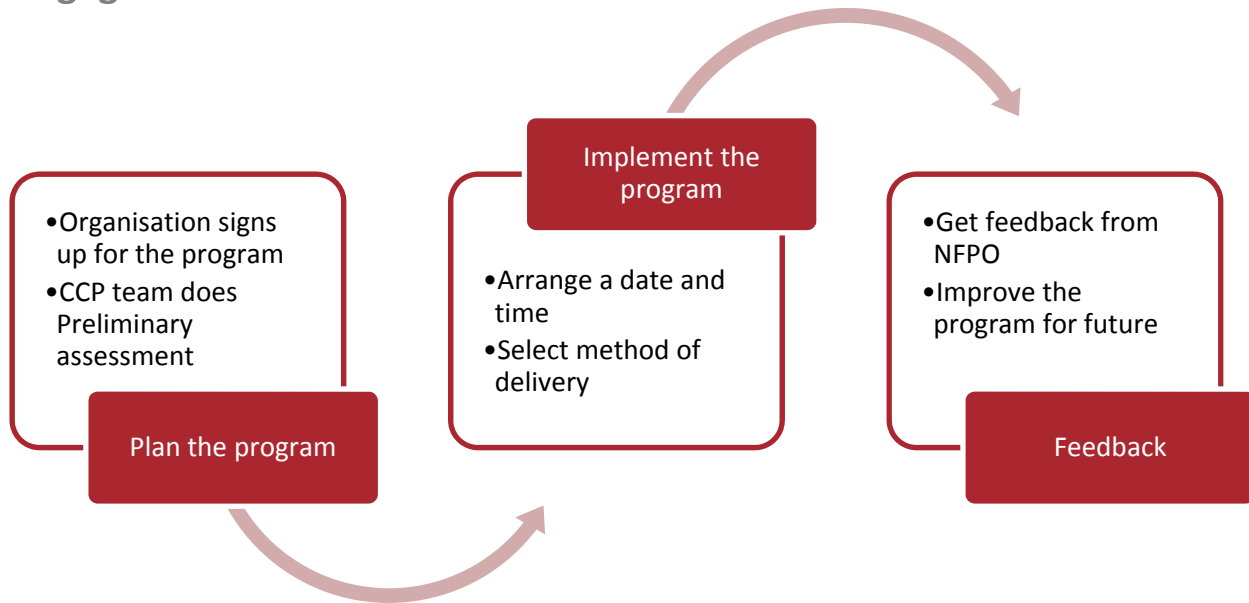 •Organisation signs
up for the program
•CCP team does
Preliminary
assessment
Plan the program
Implement the
program
•Arrange a date and
time
•Select method of
delivery
•Get feedback from
NFPO
•Improve the
program for future
Feedback